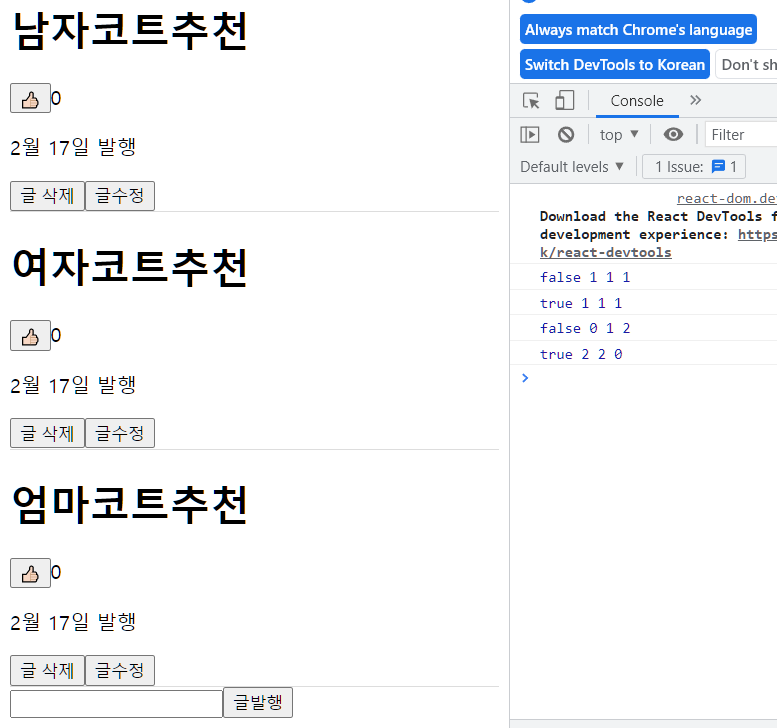 남자코트추천
0
2월 17일 발행
글 삭제 글수정
여자코트추천
0
2월 17일 발행
글 삭제 글수정
엄마코트추천
0
2월 17일 발행
글 삭제 글수정
글발행
Always match Chrome's language
Switch DevTools to Korean Don't sh
Console
top Filter
Default levels 1 Issue: 1
react-dom.de
Download the React DevTools f
development experience: https
k/react-devtools
false 1 1 1
true 1 1 1
false 0 1 2
true 2 2 0